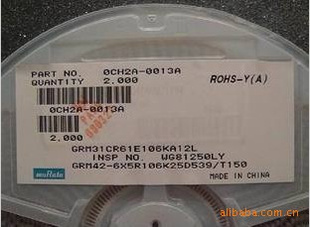 PART NO. 0CH2A-0013A
QUANTITY 2,000
ROHS-Y(A)
0CH2A-0013A
2,000
GRM31CR61E106KA12L
INSP NO. WG81250LY
GRM42-6X5R106K25D539/T150
muRata
MADE IN CHINA
alibaba.com.cn